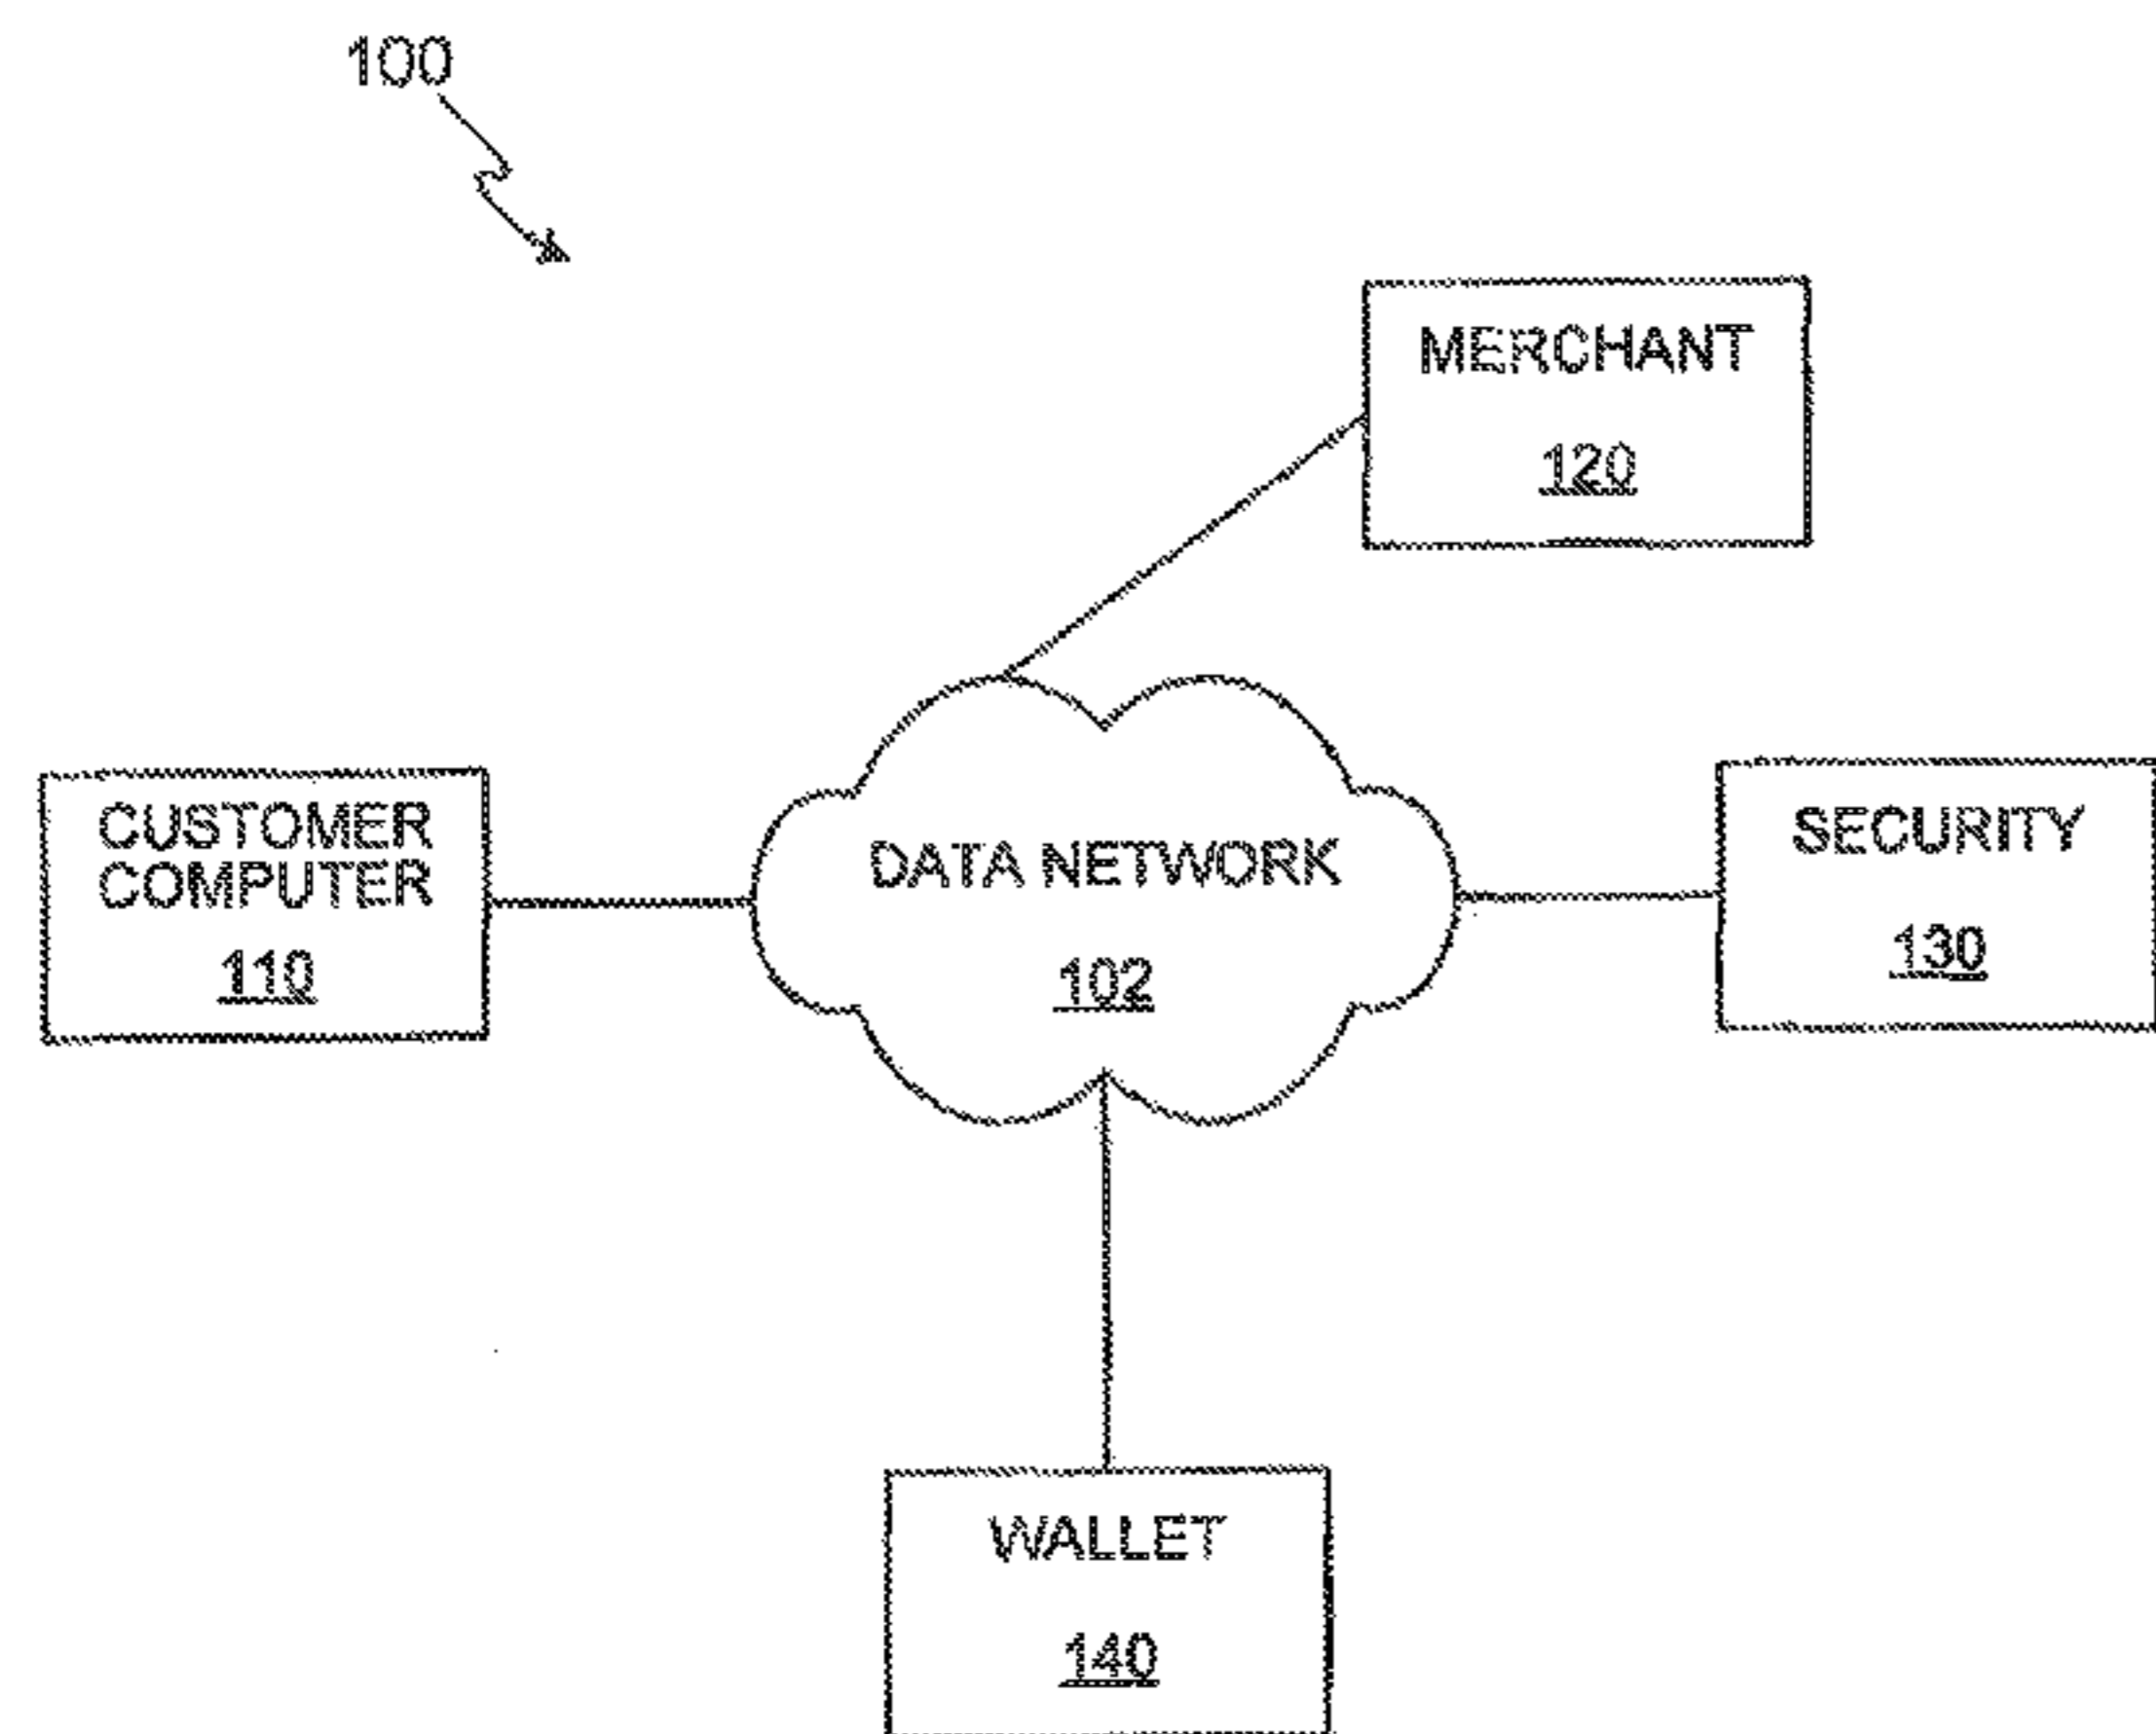 100
MERCHANT
120
CUSTOMER
COMPUTER
110
DATA NETWORK
102
SECURITY
130
WALLET
140